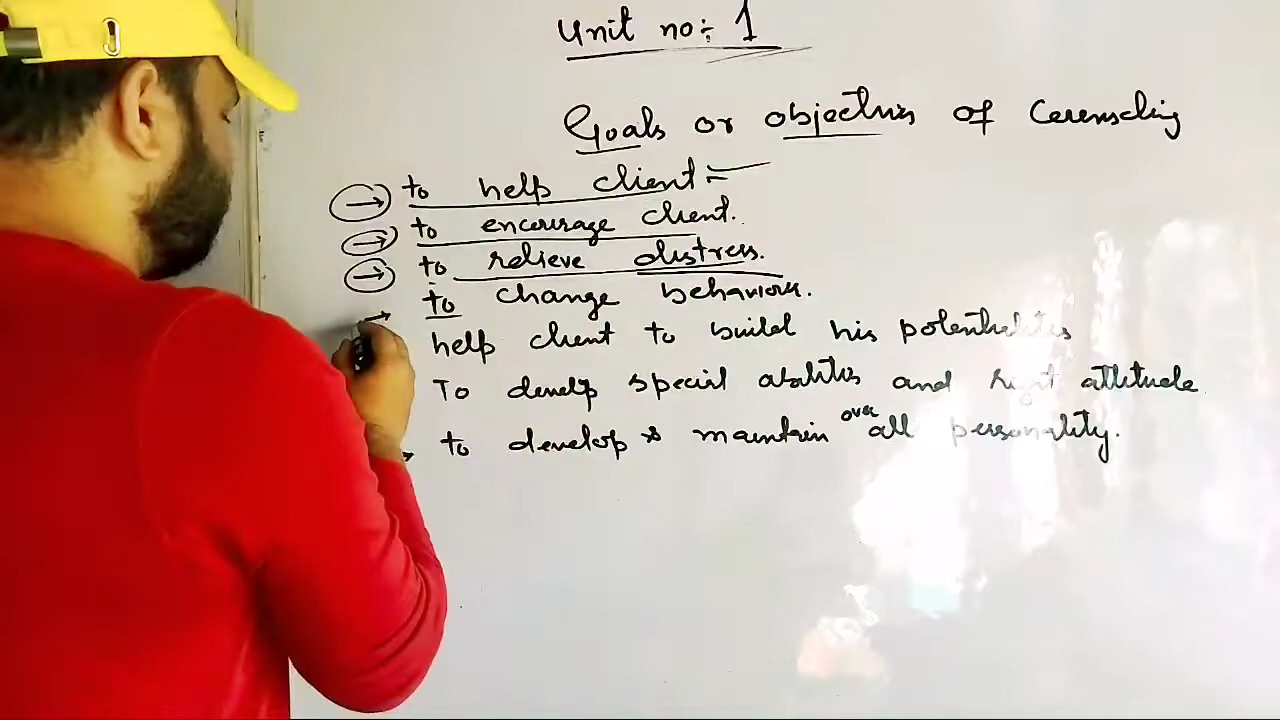 Unit no:- 1
Goals or objectives of Counseling
→ to help client :-
→ to encourage client.
→ to relieve distress.
→ to change behaviour.
help client to build his potentialities
To develop special abilities and right attitude
→ to develop & maintain over all personality.